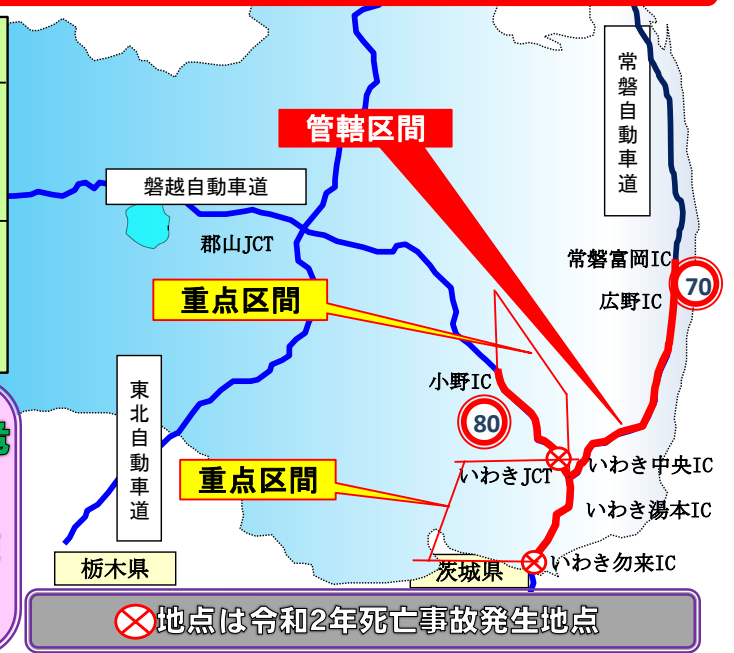 常磐自動車道
管轄区間
磐越自動車道
郡山JCT
常磐富岡IC
70
広野IC
重点区間
小野IC
80
東北自動車道
いわきJCT
いわき中央IC
重点区間
いわき湯本IC
いわき勿来IC
栃木県
茨城県
地点は令和2年死亡事故発生地点